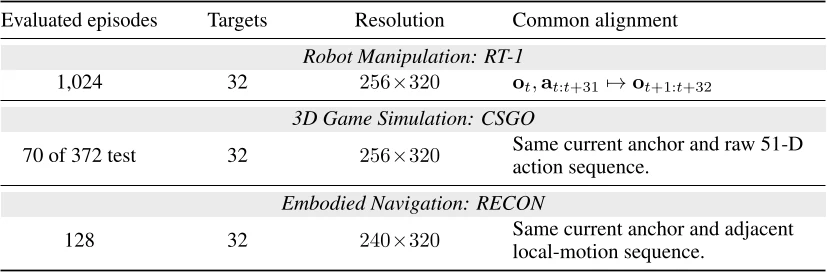 Evaluated episodes Targets Resolution Common alignment
Robot Manipulation: RT-1
1,024 32 256×320 o_t, a_{t:t+31} ↦ o_{t+1:t+32}
3D Game Simulation: CSGO
70 of 372 test 32 256×320 Same current anchor and raw 51-D
action sequence.
Embodied Navigation: RECON
128 32 240×320 Same current anchor and adjacent
local-motion sequence.